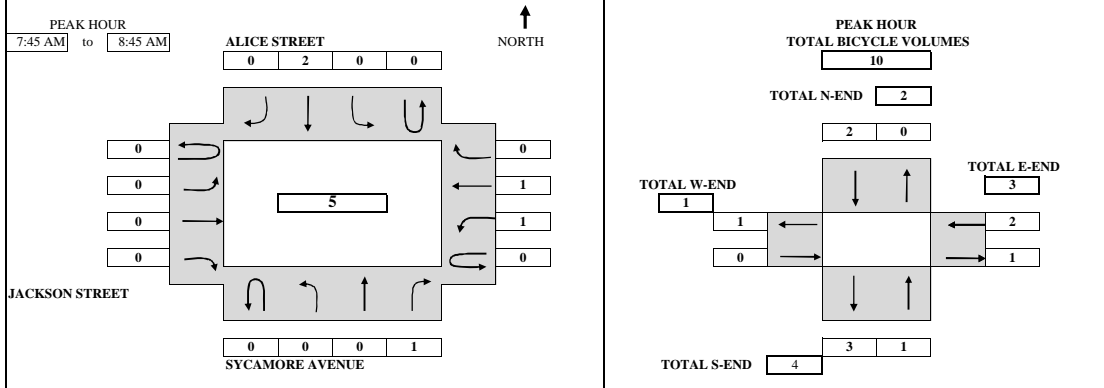 PEAK HOUR
7:45 AM to 8:45 AM
NORTH
ALICE STREET
0 2 0 0
0 0
0 1
5
0 1
0 0
JACKSON STREET
0 0 0 1
SYCAMORE AVENUE
PEAK HOUR
TOTAL BICYCLE VOLUMES
10
TOTAL N-END 2
2 0
TOTAL E-END
3
TOTAL W-END
1
1 2
0 1
3 1
TOTAL S-END 4